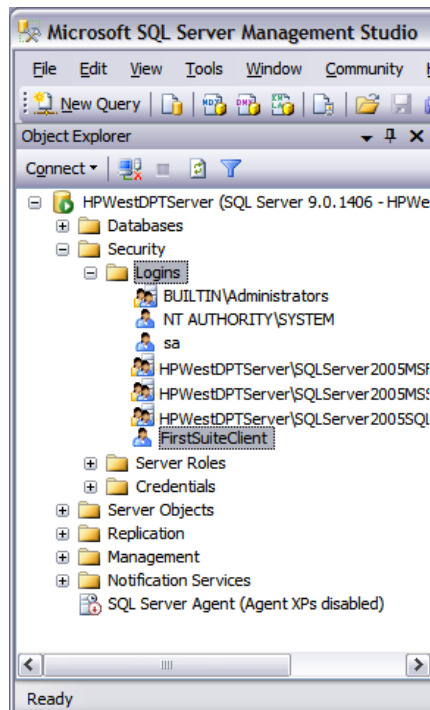 Microsoft SQL Server Management Studio
File Edit View Tools Window Community
New Query
Object Explorer
Connect
HPWestDPTServer (SQL Server 9.0.1406 - HPWe
Databases
Security
Logins
BUILTIN\Administrators
NT AUTHORITY\SYSTEM
sa
HPWestDPTServer\SQLServer2005MSF
HPWestDPTServer\SQLServer2005MSS
HPWestDPTServer\SQLServer2005SQL
FirstSuiteClient
Server Roles
Credentials
Server Objects
Replication
Management
Notification Services
SQL Server Agent (Agent XPs disabled)
Ready